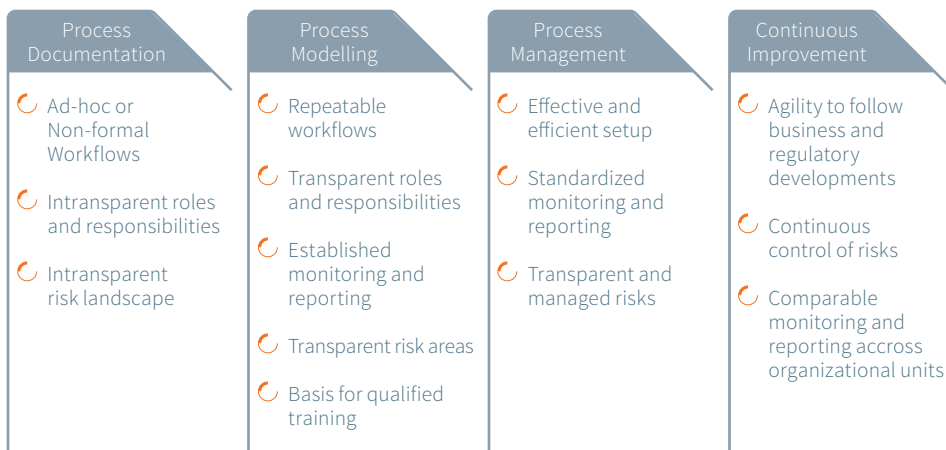 Process
Documentation
Ad-hoc or
Non-formal
Workflows
Intransparent roles
and responsibilities
Intransparent
risk landscape
Process
Modelling
Repeatable
workflows
Transparent roles
and responsibilities
Established
monitoring and
reporting
Transparent risk areas
Basis for qualified
training
Process
Management
Effective and
efficient setup
Standardized
monitoring and
reporting
Transparent and
managed risks
Continuous
Improvement
Agility to follow
business and
regulatory
developments
Continuous
control of risks
Comparable
monitoring and
reporting accross
organizational units